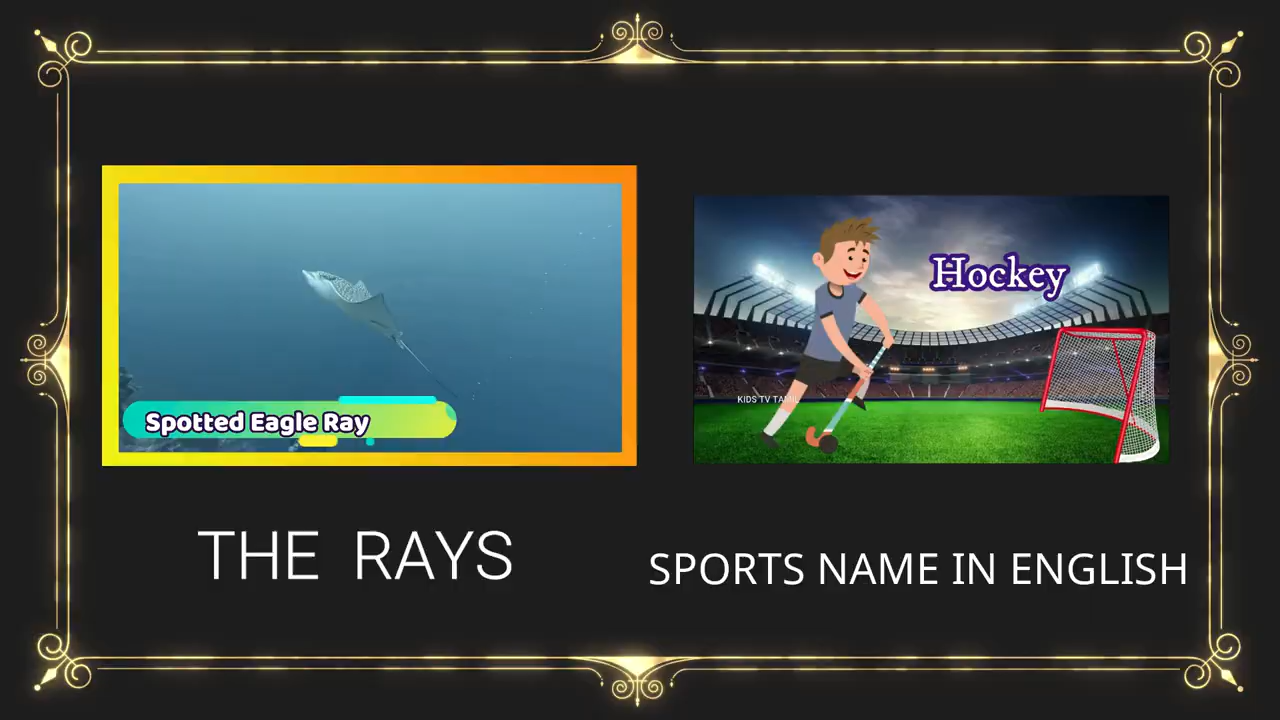 Spotted Eagle Ray
Hockey
KIDS TV TAMIL
THE RAYS
SPORTS NAME IN ENGLISH